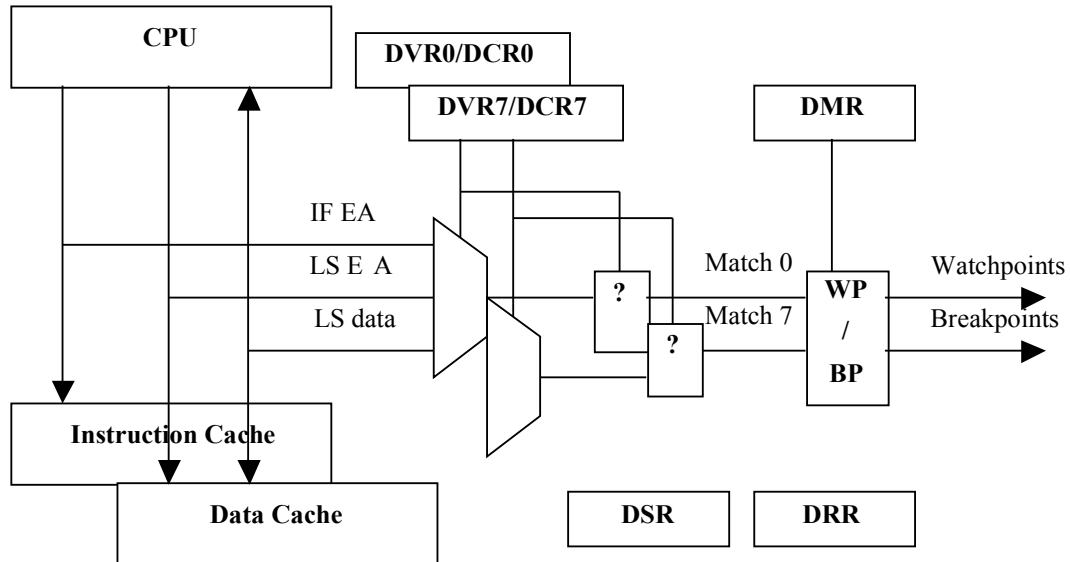 CPU
DVR0/DCR0
DVR7/DCR7
DMR
IF EA
LS E A
LS data
?
?
Match 0
Match 7
WP
/
BP
Watchpoints
Breakpoints
Instruction Cache
Data Cache
DSR
DRR